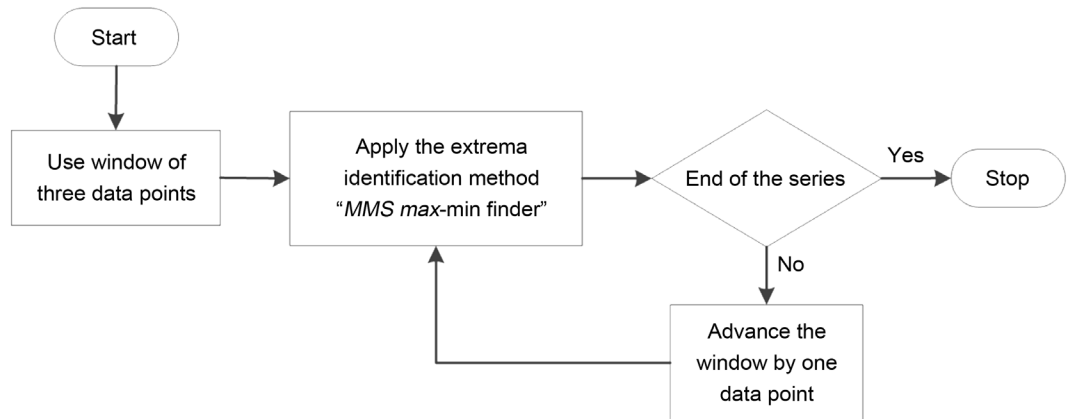 Start
Use window of
three data points
Apply the extrema
identification method
“MMS max-min finder”
End of the series
Yes
Stop
No
Advance the
window by one
data point